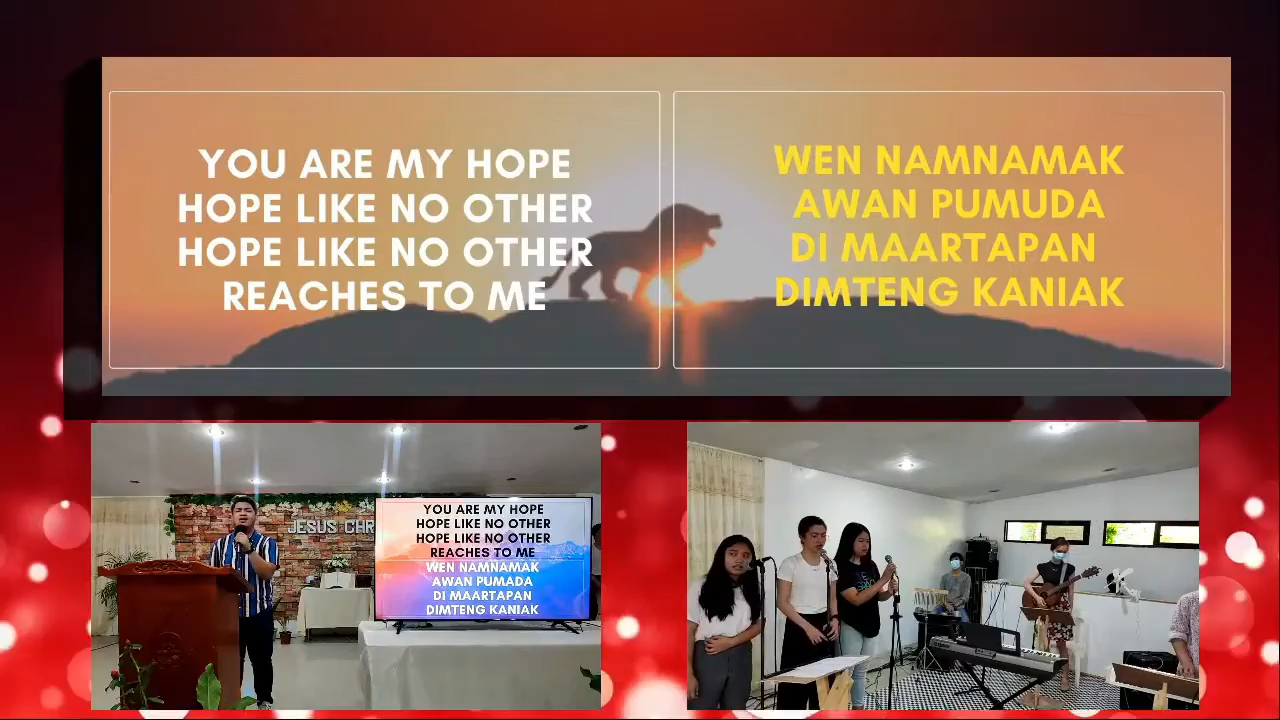 YOU ARE MY HOPE
HOPE LIKE NO OTHER
HOPE LIKE NO OTHER
REACHES TO ME
WEN NAMNAMAK
AWAN PUMUDA
DI MAARTAPAN
DIMTENG KANIAK
JESUS CHR
YOU ARE MY HOPE
HOPE LIKE NO OTHER
HOPE LIKE NO OTHER
REACHES TO ME
WEN NAMNAMAK
AWAN PUMADA
DI MAARTAPAN
DIMTENG KANIAK